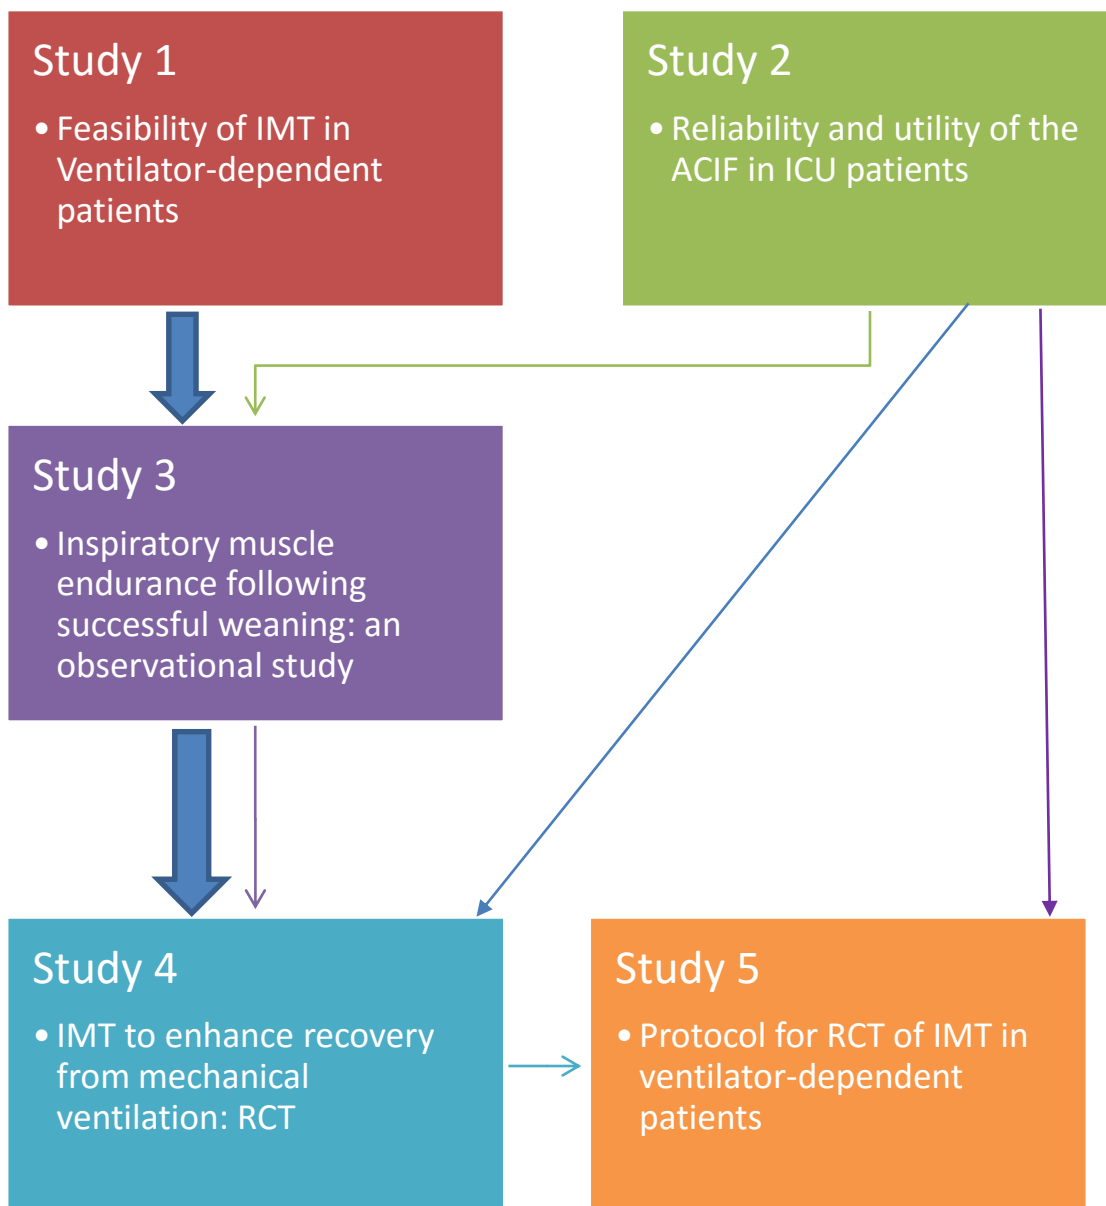 Study 1
• Feasibility of IMT in
Ventilator-dependent
patients
Study 2
• Reliability and utility of the
ACIF in ICU patients
Study 3
• Inspiratory muscle
endurance following
successful weaning: an
observational study
Study 4
• IMT to enhance recovery
from mechanical
ventilation: RCT
Study 5
• Protocol for RCT of IMT in
ventilator-dependent
patients